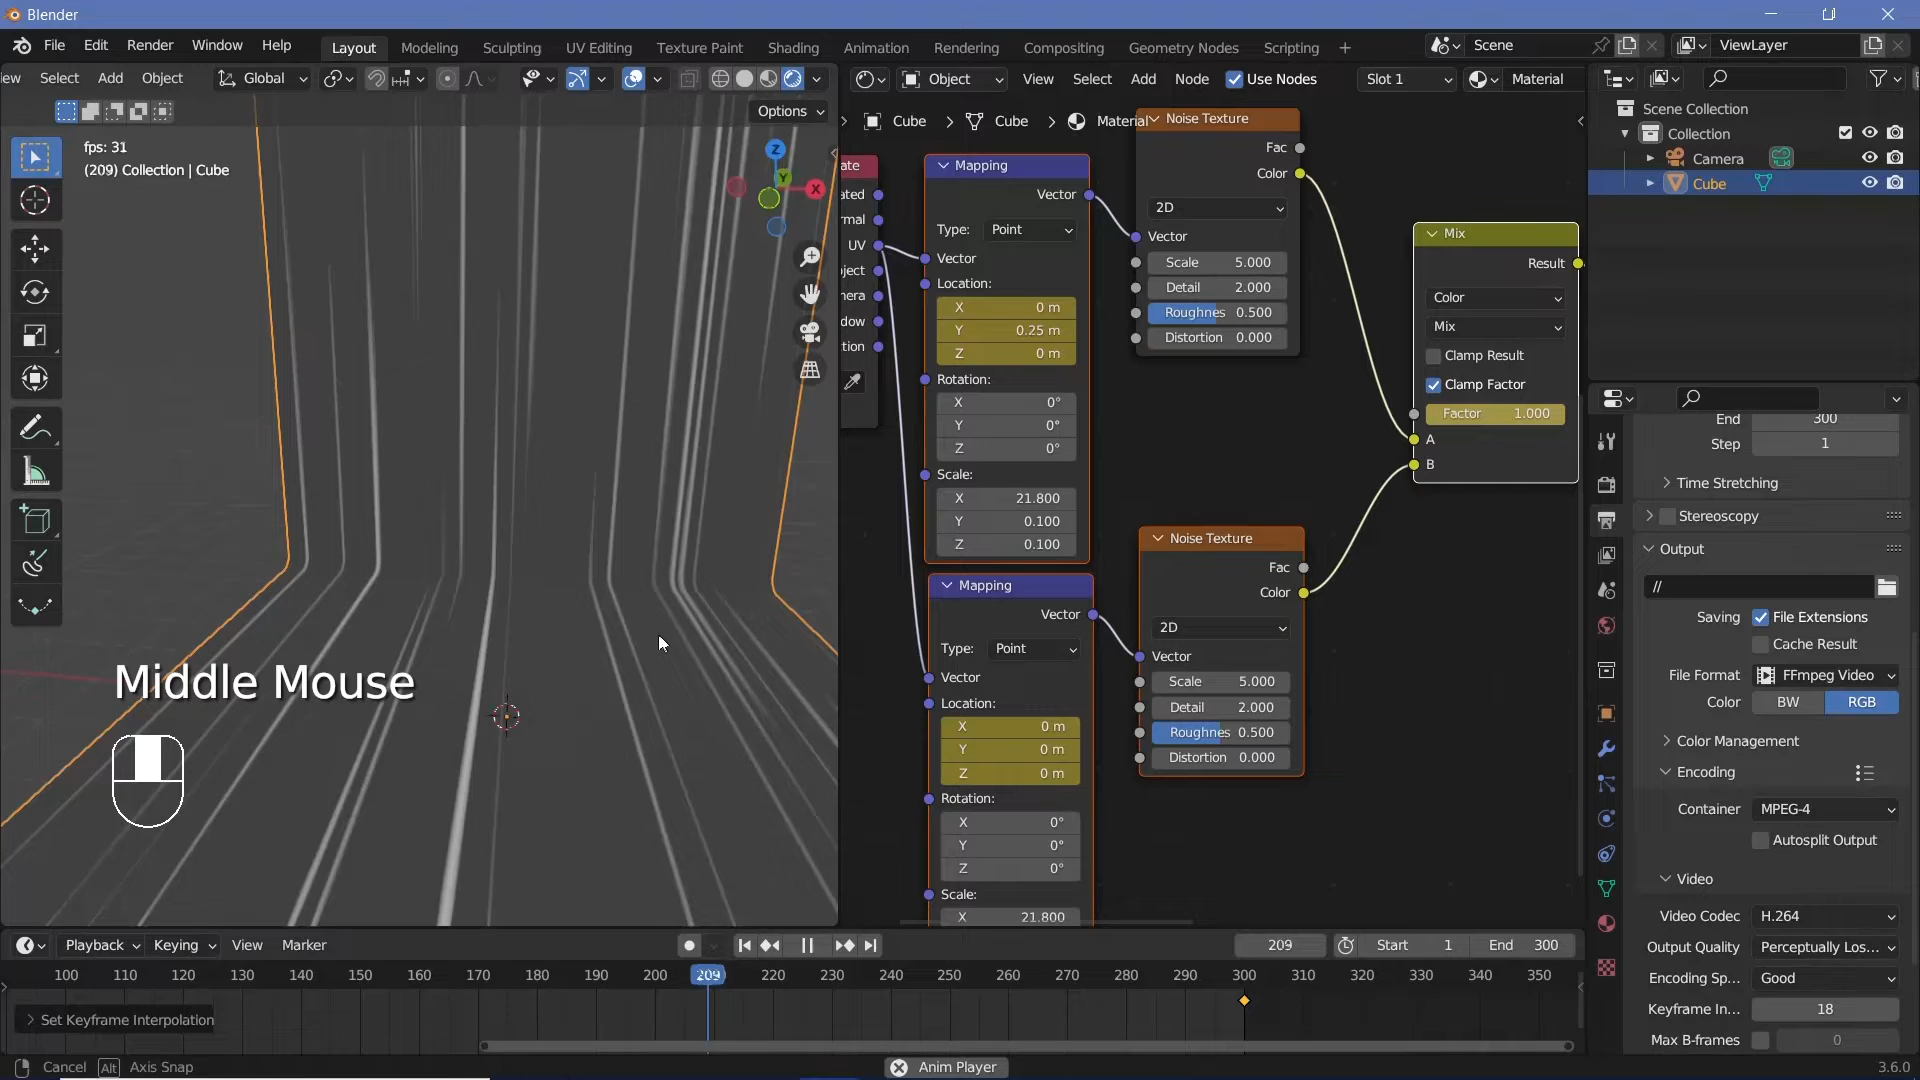 Blender
File Edit Render Window Help Layout Modeling Sculpting UV Editing Texture Paint Shading Animation Rendering Compositing Geometry Nodes Scripting + Scene ViewLayer
ew Select Add Object Global
Object View Select Add Node Use Nodes Slot 1 Material
Options
Cube Cube Material
fps: 31
(209) Collection | Cube
Z
Y
X
ate
ated
rmal
UV
ject
nera
dow
ction
Mapping
Vector
Type: Point
Vector
Location:
X 0 m
Y 0.25 m
Z 0 m
Rotation:
X 0°
Y 0°
Z 0°
Scale:
X 21.800
Y 0.100
Z 0.100
Mapping
Vector
Type: Point
Vector
Location:
X 0 m
Y 0 m
Z 0 m
Rotation:
X 0°
Y 0°
Z 0°
Scale:
X 21.800
Noise Texture
Fac
Color
2D
Vector
Scale 5.000
Detail 2.000
Roughnes 0.500
Distortion 0.000
Noise Texture
Fac
Color
2D
Vector
Scale 5.000
Detail 2.000
Roughnes 0.500
Distortion 0.000
Mix
Result
Color
Mix
Clamp Result
Clamp Factor
Factor 1.000
A
B
Scene Collection
Collection
Camera
Cube
End 300
Step 1
Time Stretching
Stereoscopy
Output
//
Saving File Extensions
Cache Result
File Format FFmpeg Video
Color BW RGB
Color Management
Encoding
Container MPEG-4
Autosplit Output
Video
Video Codec H.264
Output Quality Perceptually Los...
Encoding Sp... Good
Keyframe In... 18
Max B-frames 0
Middle Mouse
Playback Keying View Marker 209 Start 1 End 300
100 110 120 130 140 150 160 170 180 190 200 209 220 230 240 250 260 270 280 290 300 310 320 330 340 350
Set Keyframe Interpolation
Cancel Alt Axis Snap Anim Player 3.6.0